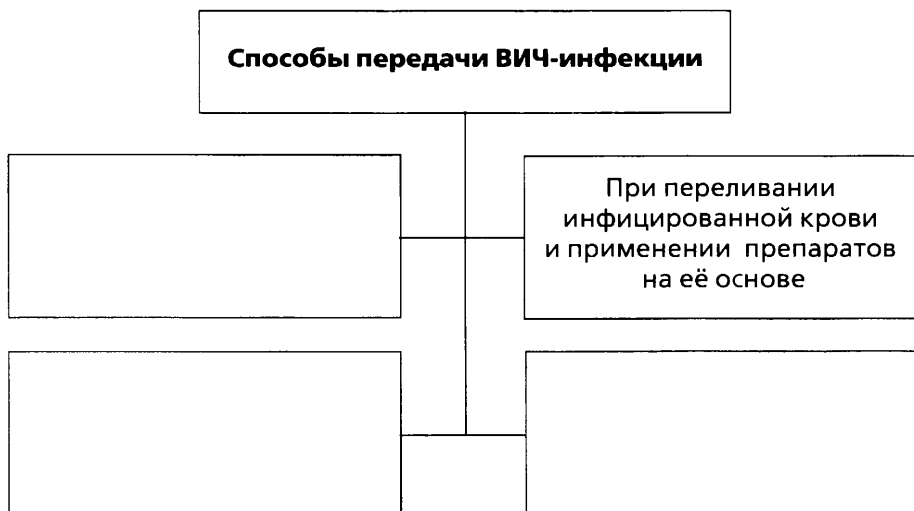 Способы передачи ВИЧ-инфекции
При переливании
инфицированной крови
и применении препаратов
на её основе